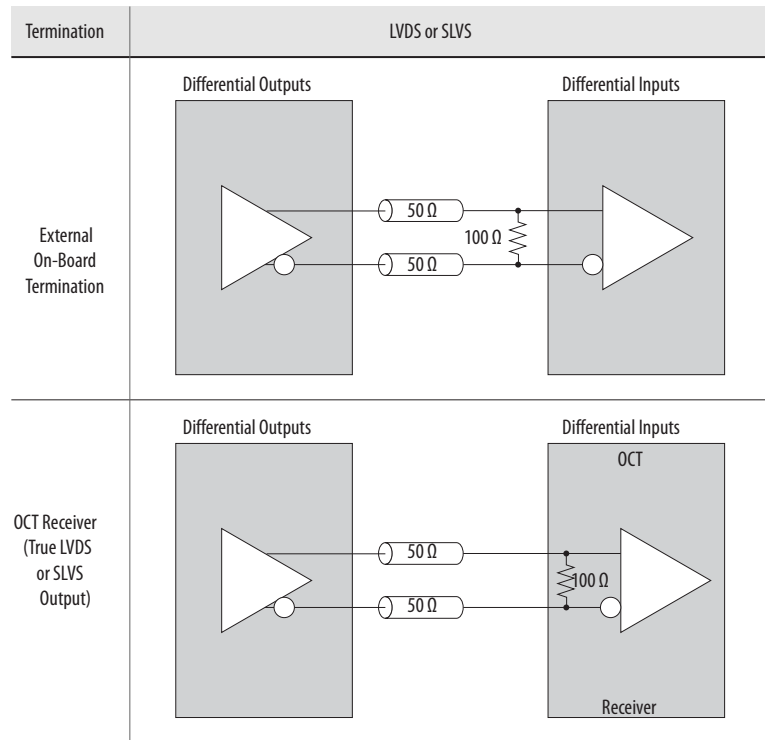 Termination
LVDS or SLVS
Differential Outputs
Differential Inputs
External
On-Board
Termination
50 Ω
100 Ω
50 Ω
Differential Outputs
Differential Inputs
OCT
OCT Receiver
(True LVDS
or SLVS
Output)
50 Ω
100 Ω
50 Ω
Receiver